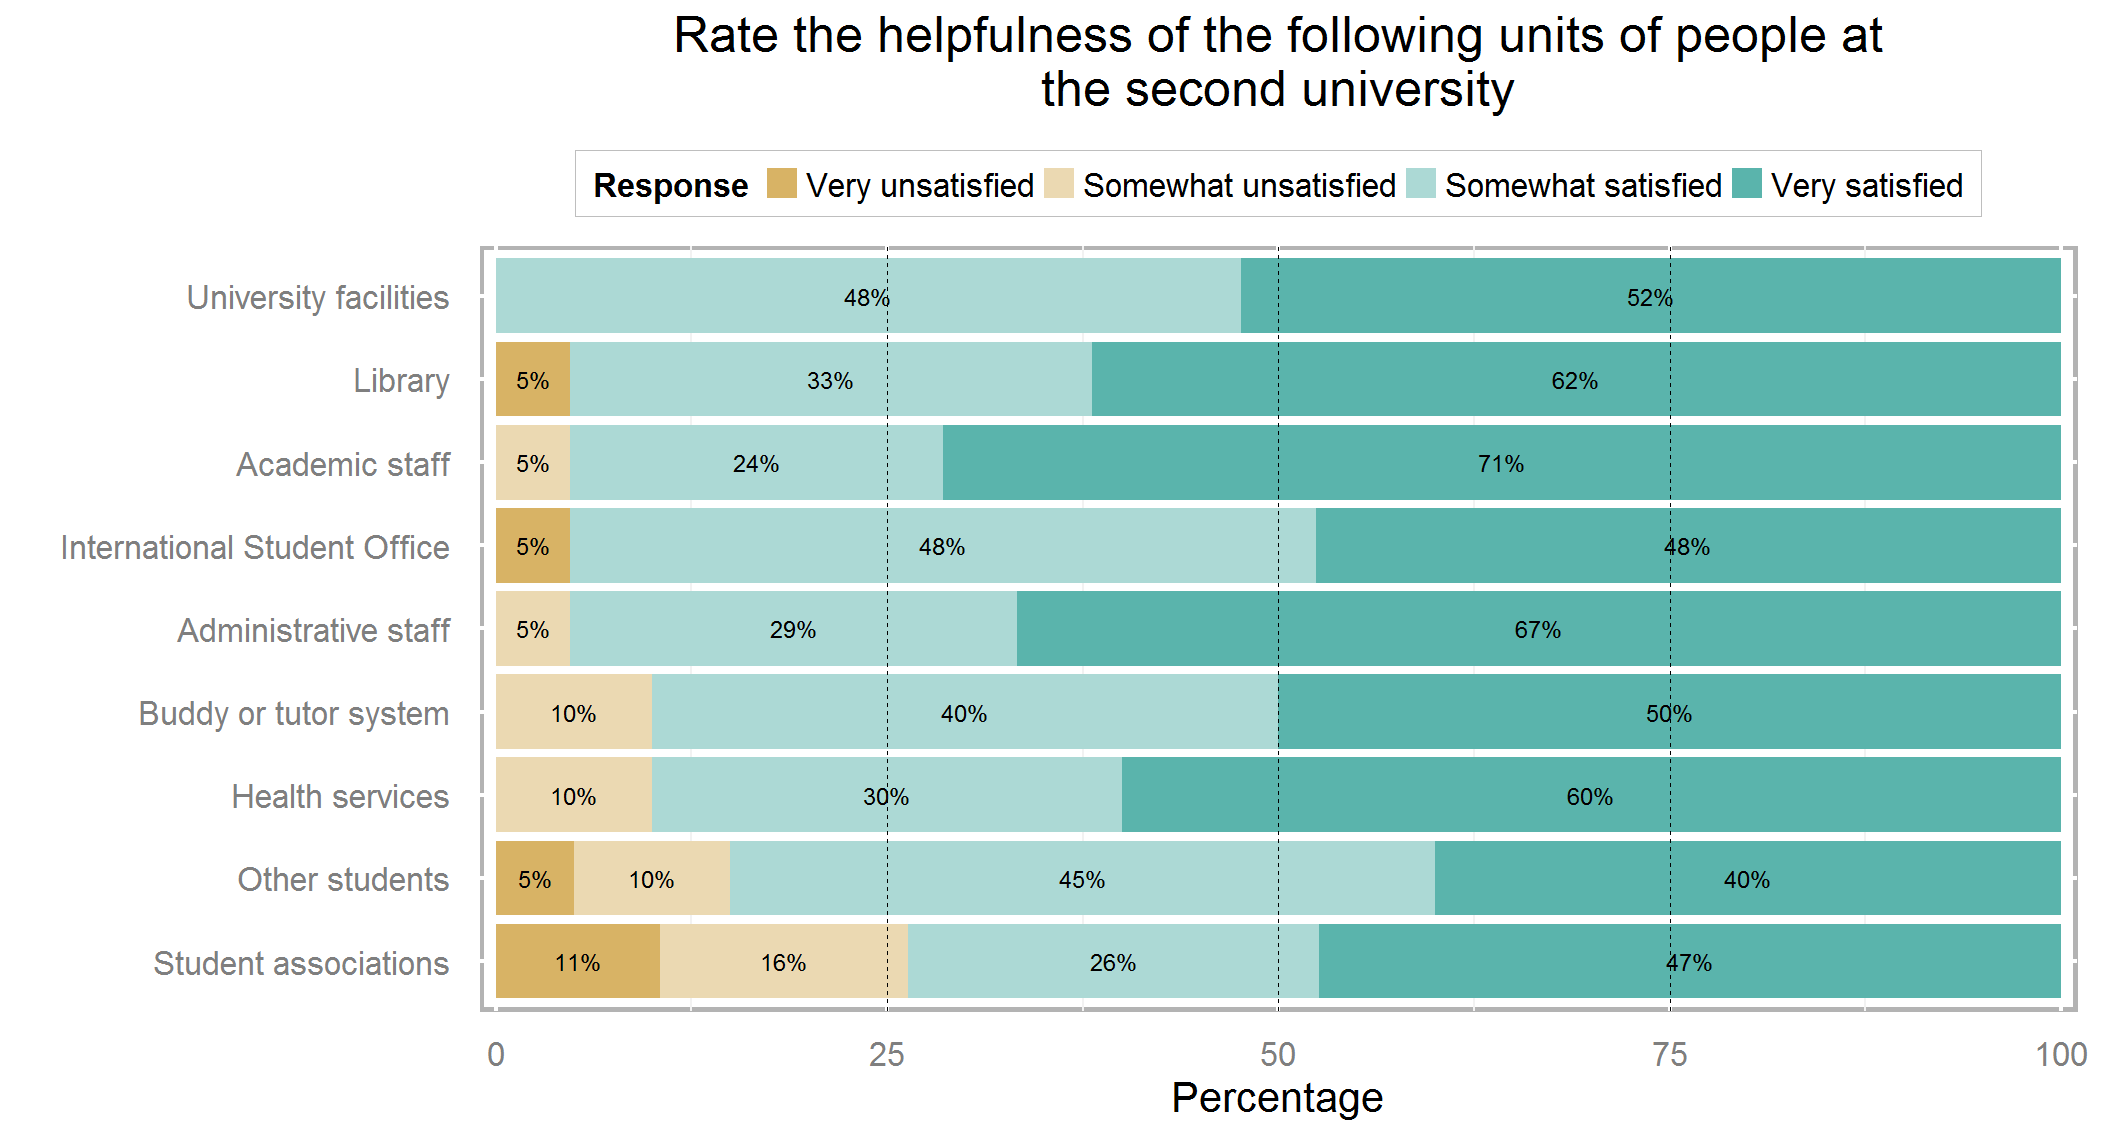 Rate the helpfulness of the following units of people at
the second university
Response Very unsatisfied Somewhat unsatisfied Somewhat satisfied Very satisfied
University facilities 48% 52%
Library 5% 33% 62%
Academic staff 5% 24% 71%
International Student Office 5% 48% 48%
Administrative staff 5% 29% 67%
Buddy or tutor system 10% 40% 50%
Health services 10% 30% 60%
Other students 5% 10% 45% 40%
Student associations 11% 16% 26% 47%
0 25 50 75 100
Percentage